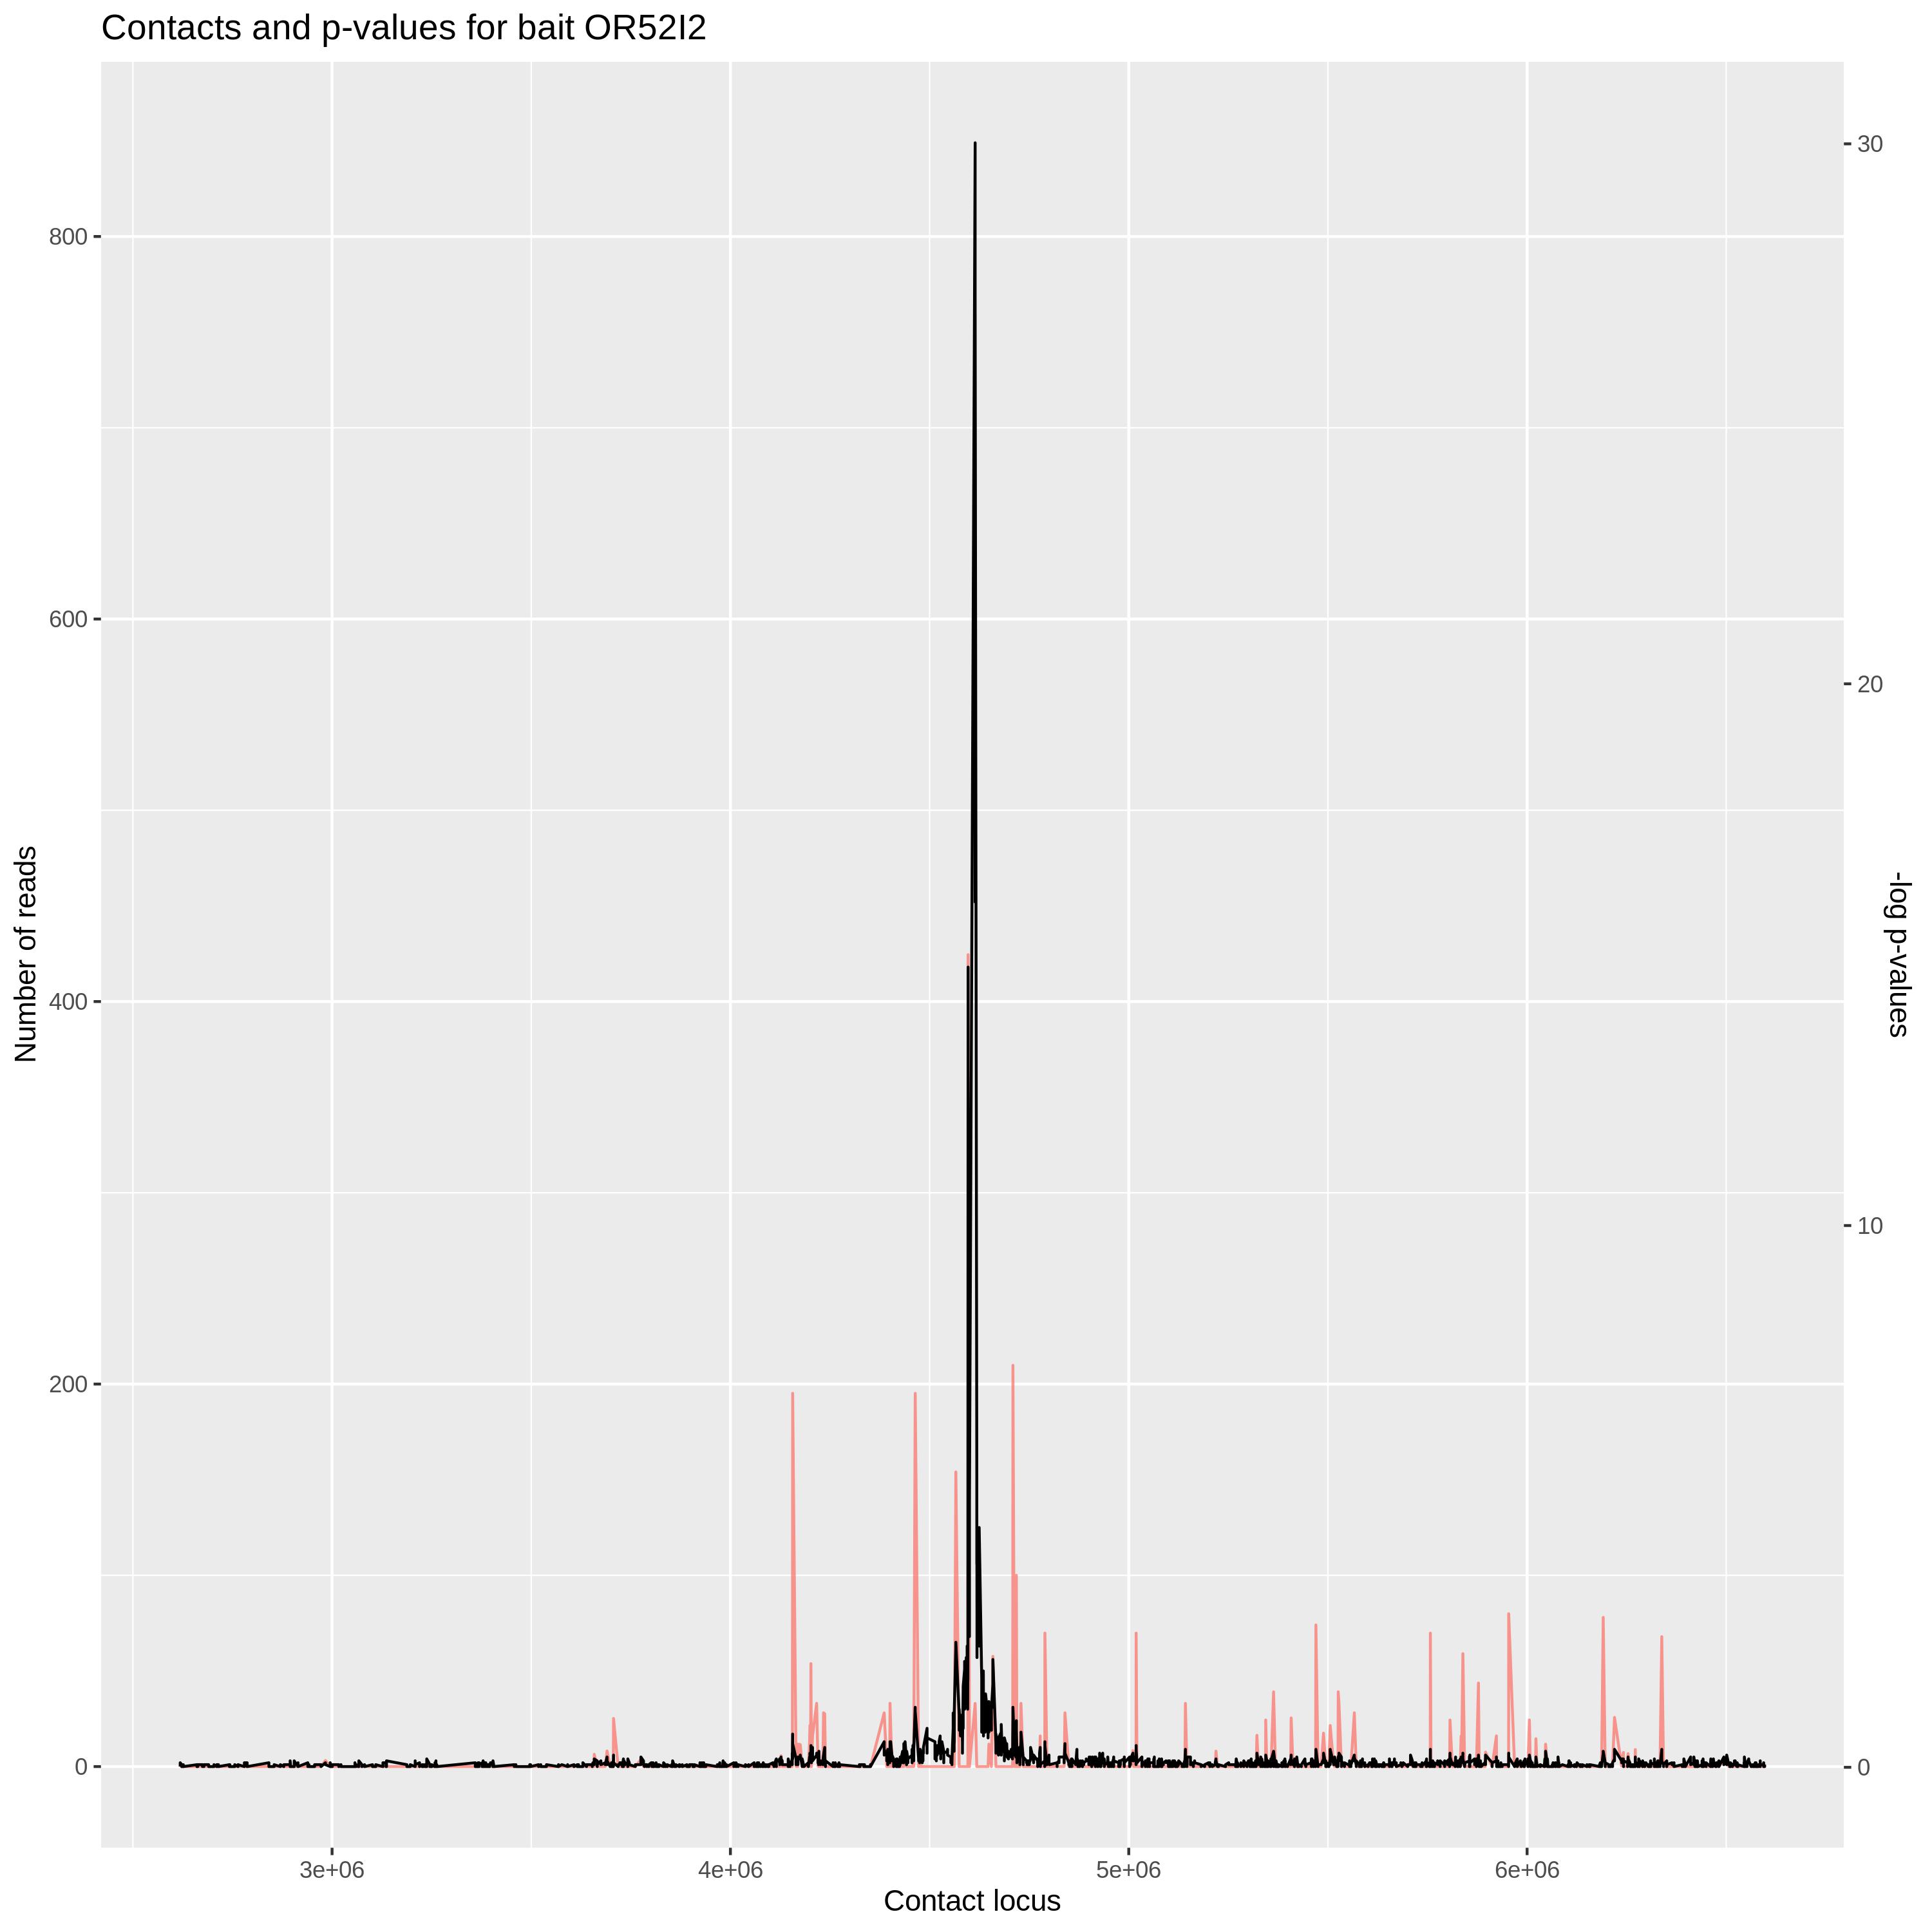 Contacts and p-values for bait OR52I2
800
600
400
200
0
30
20
10
0
Number of reads
-log p-values
3e+06
4e+06
5e+06
6e+06
Contact locus